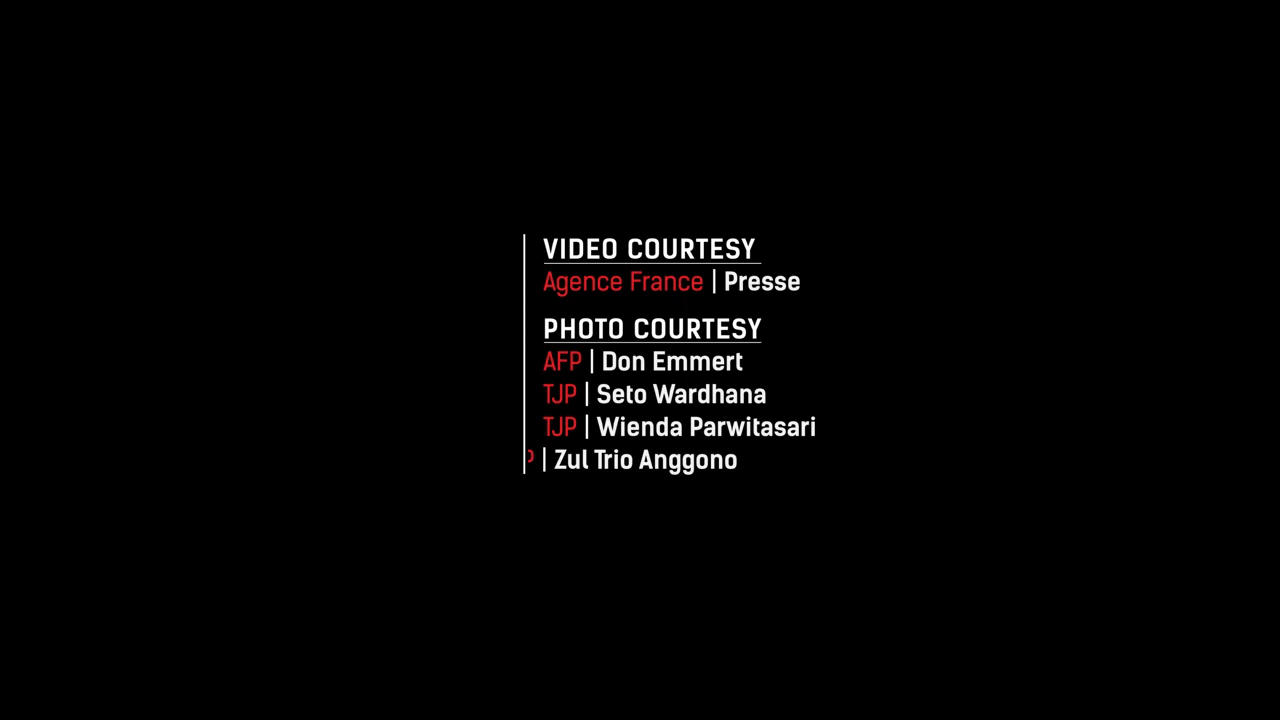 VIDEO COURTESY
Agence France | Presse
PHOTO COURTESY
AFP | Don Emmert
TJP | Seto Wardhana
TJP | Wienda Parwitasari
| Zul Trio Anggono